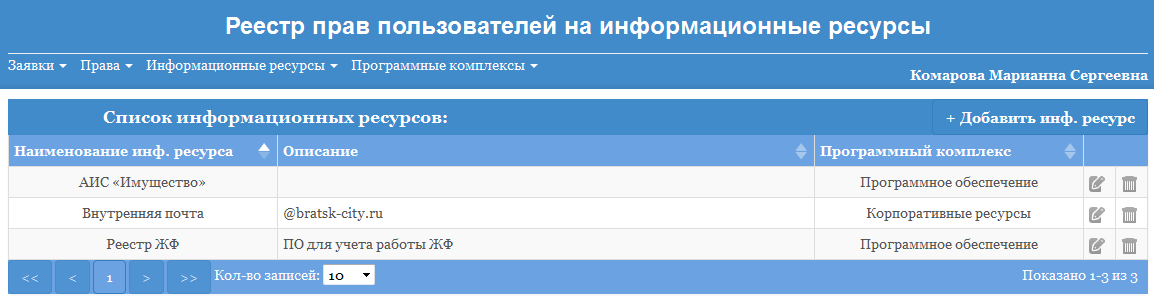 Реестр прав пользователей на информационные ресурсы
Заявки Права Информационные ресурсы Программные комплексы
Комарова Марианна Сергеевна
Список информационных ресурсов: + Добавить инф. ресурс
Наименование инф. ресурса Описание Программный комплекс
АИС «Имущество» Программное обеспечение
Внутренняя почта @bratsk-city.ru Корпоративные ресурсы
Реестр ЖФ ПО для учета работы ЖФ Программное обеспечение
<< < 1 > >> Кол-во записей: 10 Показано 1-3 из 3